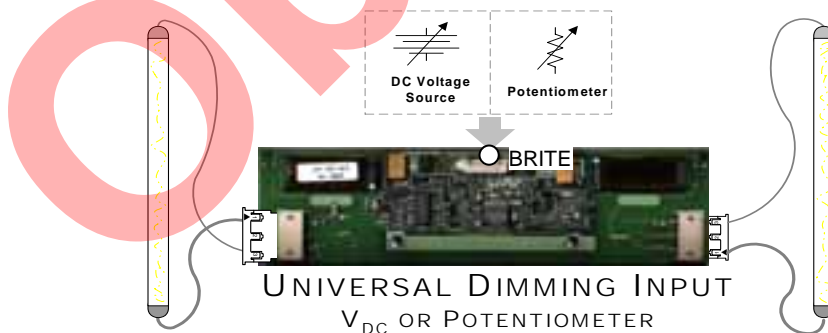 DC Voltage
Source
Potentiometer
BRITE
UNIVERSAL DIMMING INPUT
VDC OR POTENTIOMETER